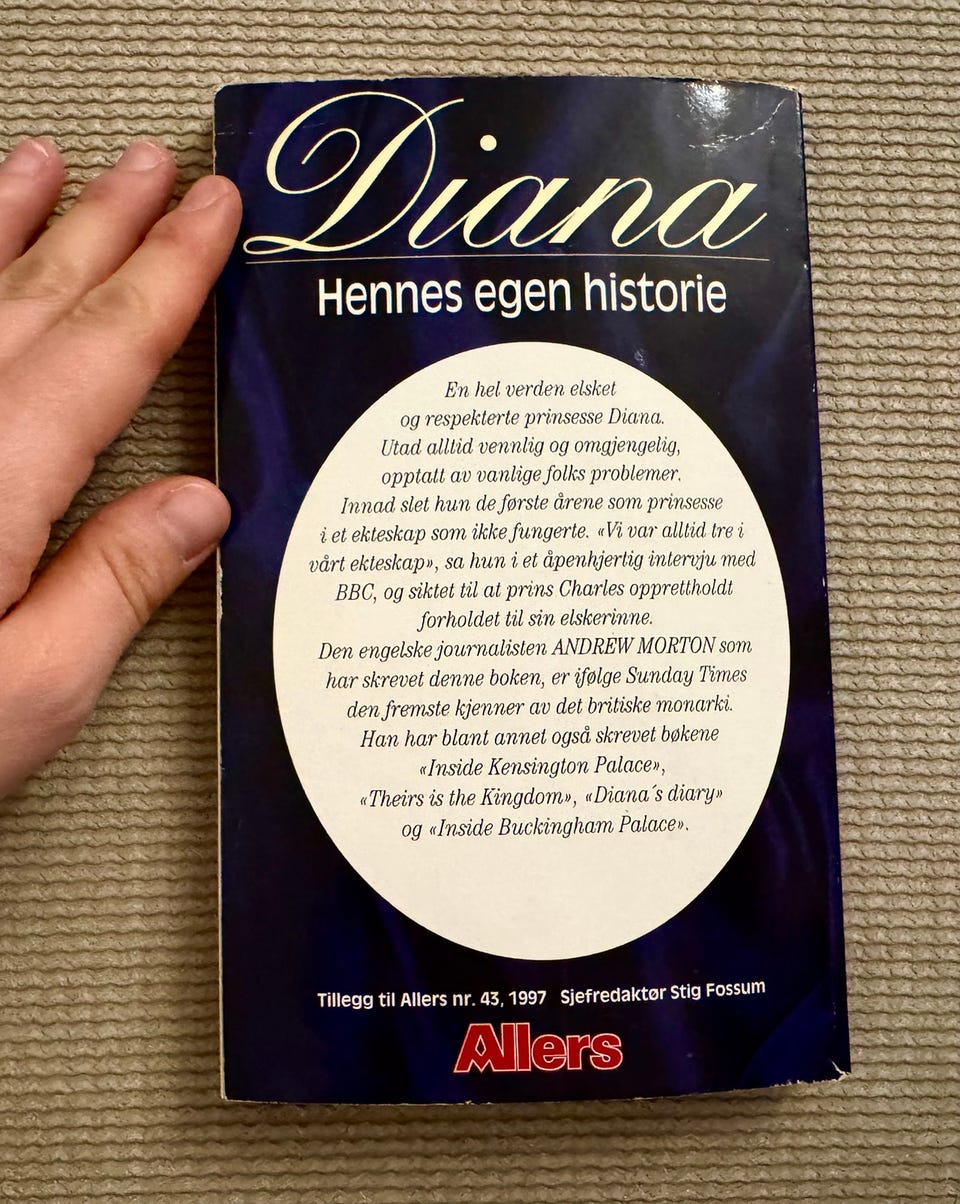 Diana
Hennes egen historie
En hel verden elsket
og respekterte prinsesse Diana.
Utad alltid vennlig og omgjengelig,
opptatt av vanlige folks problemer.
Innad slet hun de første årene som prinsesse
i et ekteskap som ikke fungerte. «Vi var alltid tre i
vårt ekteskap», sa hun i et åpenhjertig intervju med
BBC, og siktet til at prins Charles opprettholdt
forholdet til sin elskerinne.
Den engelske journalisten ANDREW MORTON som
har skrevet denne boken, er ifølge Sunday Times
den fremste kjenner av det britiske monarki.
Han har blant annet også skrevet bøkene
«Inside Kensington Palace»,
«Theirs is the Kingdom», «Diana´s diary»
og «Inside Buckingham Palace».
Tillegg til Allers nr. 43, 1997 Sjefredaktør Stig Fossum
Allers